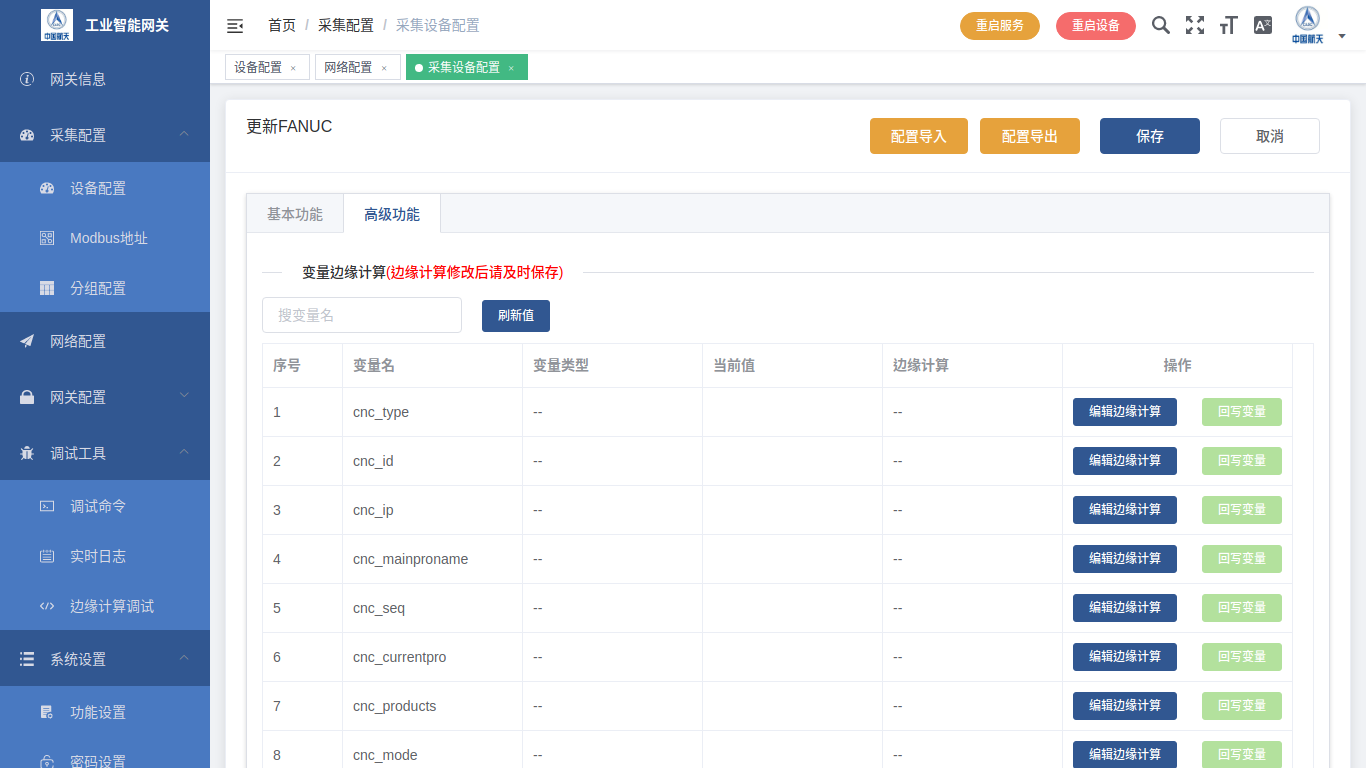 中国航天
工业智能网关
首页 / 采集配置 / 采集设备配置
重启服务
重启设备
中国航天
设备配置 ×
网络配置 ×
采集设备配置 ×
网关信息
采集配置
设备配置
Modbus地址
分组配置
网络配置
网关配置
调试工具
调试命令
实时日志
边缘计算调试
系统设置
功能设置
密码设置
更新FANUC
配置导入
配置导出
保存
取消
基本功能
高级功能
变量边缘计算(边缘计算修改后请及时保存)
搜变量名
刷新值
序号 变量名 变量类型 当前值 边缘计算 操作
1 cnc_type -- -- 编辑边缘计算 回写变量
2 cnc_id -- -- 编辑边缘计算 回写变量
3 cnc_ip -- -- 编辑边缘计算 回写变量
4 cnc_mainproname -- -- 编辑边缘计算 回写变量
5 cnc_seq -- -- 编辑边缘计算 回写变量
6 cnc_currentpro -- -- 编辑边缘计算 回写变量
7 cnc_products -- -- 编辑边缘计算 回写变量
8 cnc_mode -- -- 编辑边缘计算 回写变量